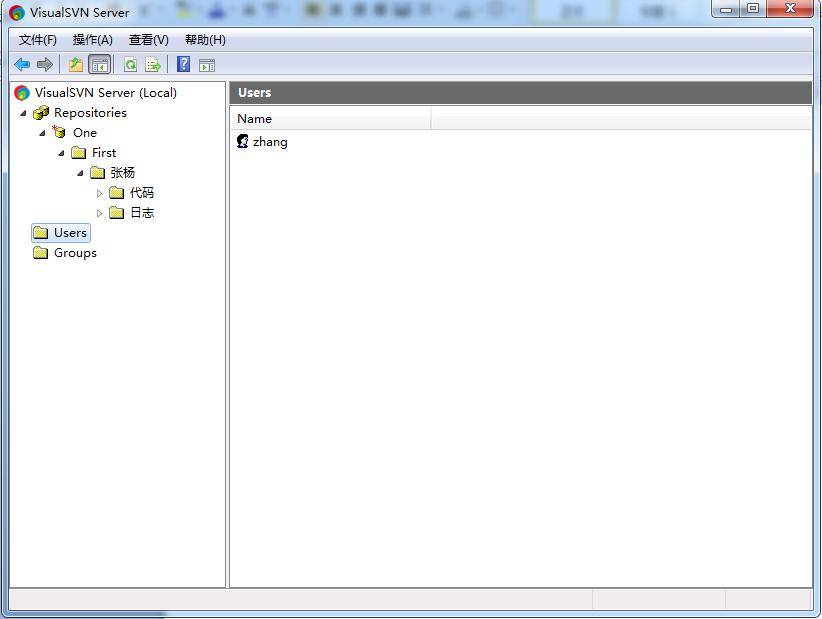 VisualSVN Server
文件(F) 操作(A) 查看(V) 帮助(H)
VisualSVN Server (Local)
Repositories
One
First
张杨
代码
日志
Users
Groups
Users
Name
zhang